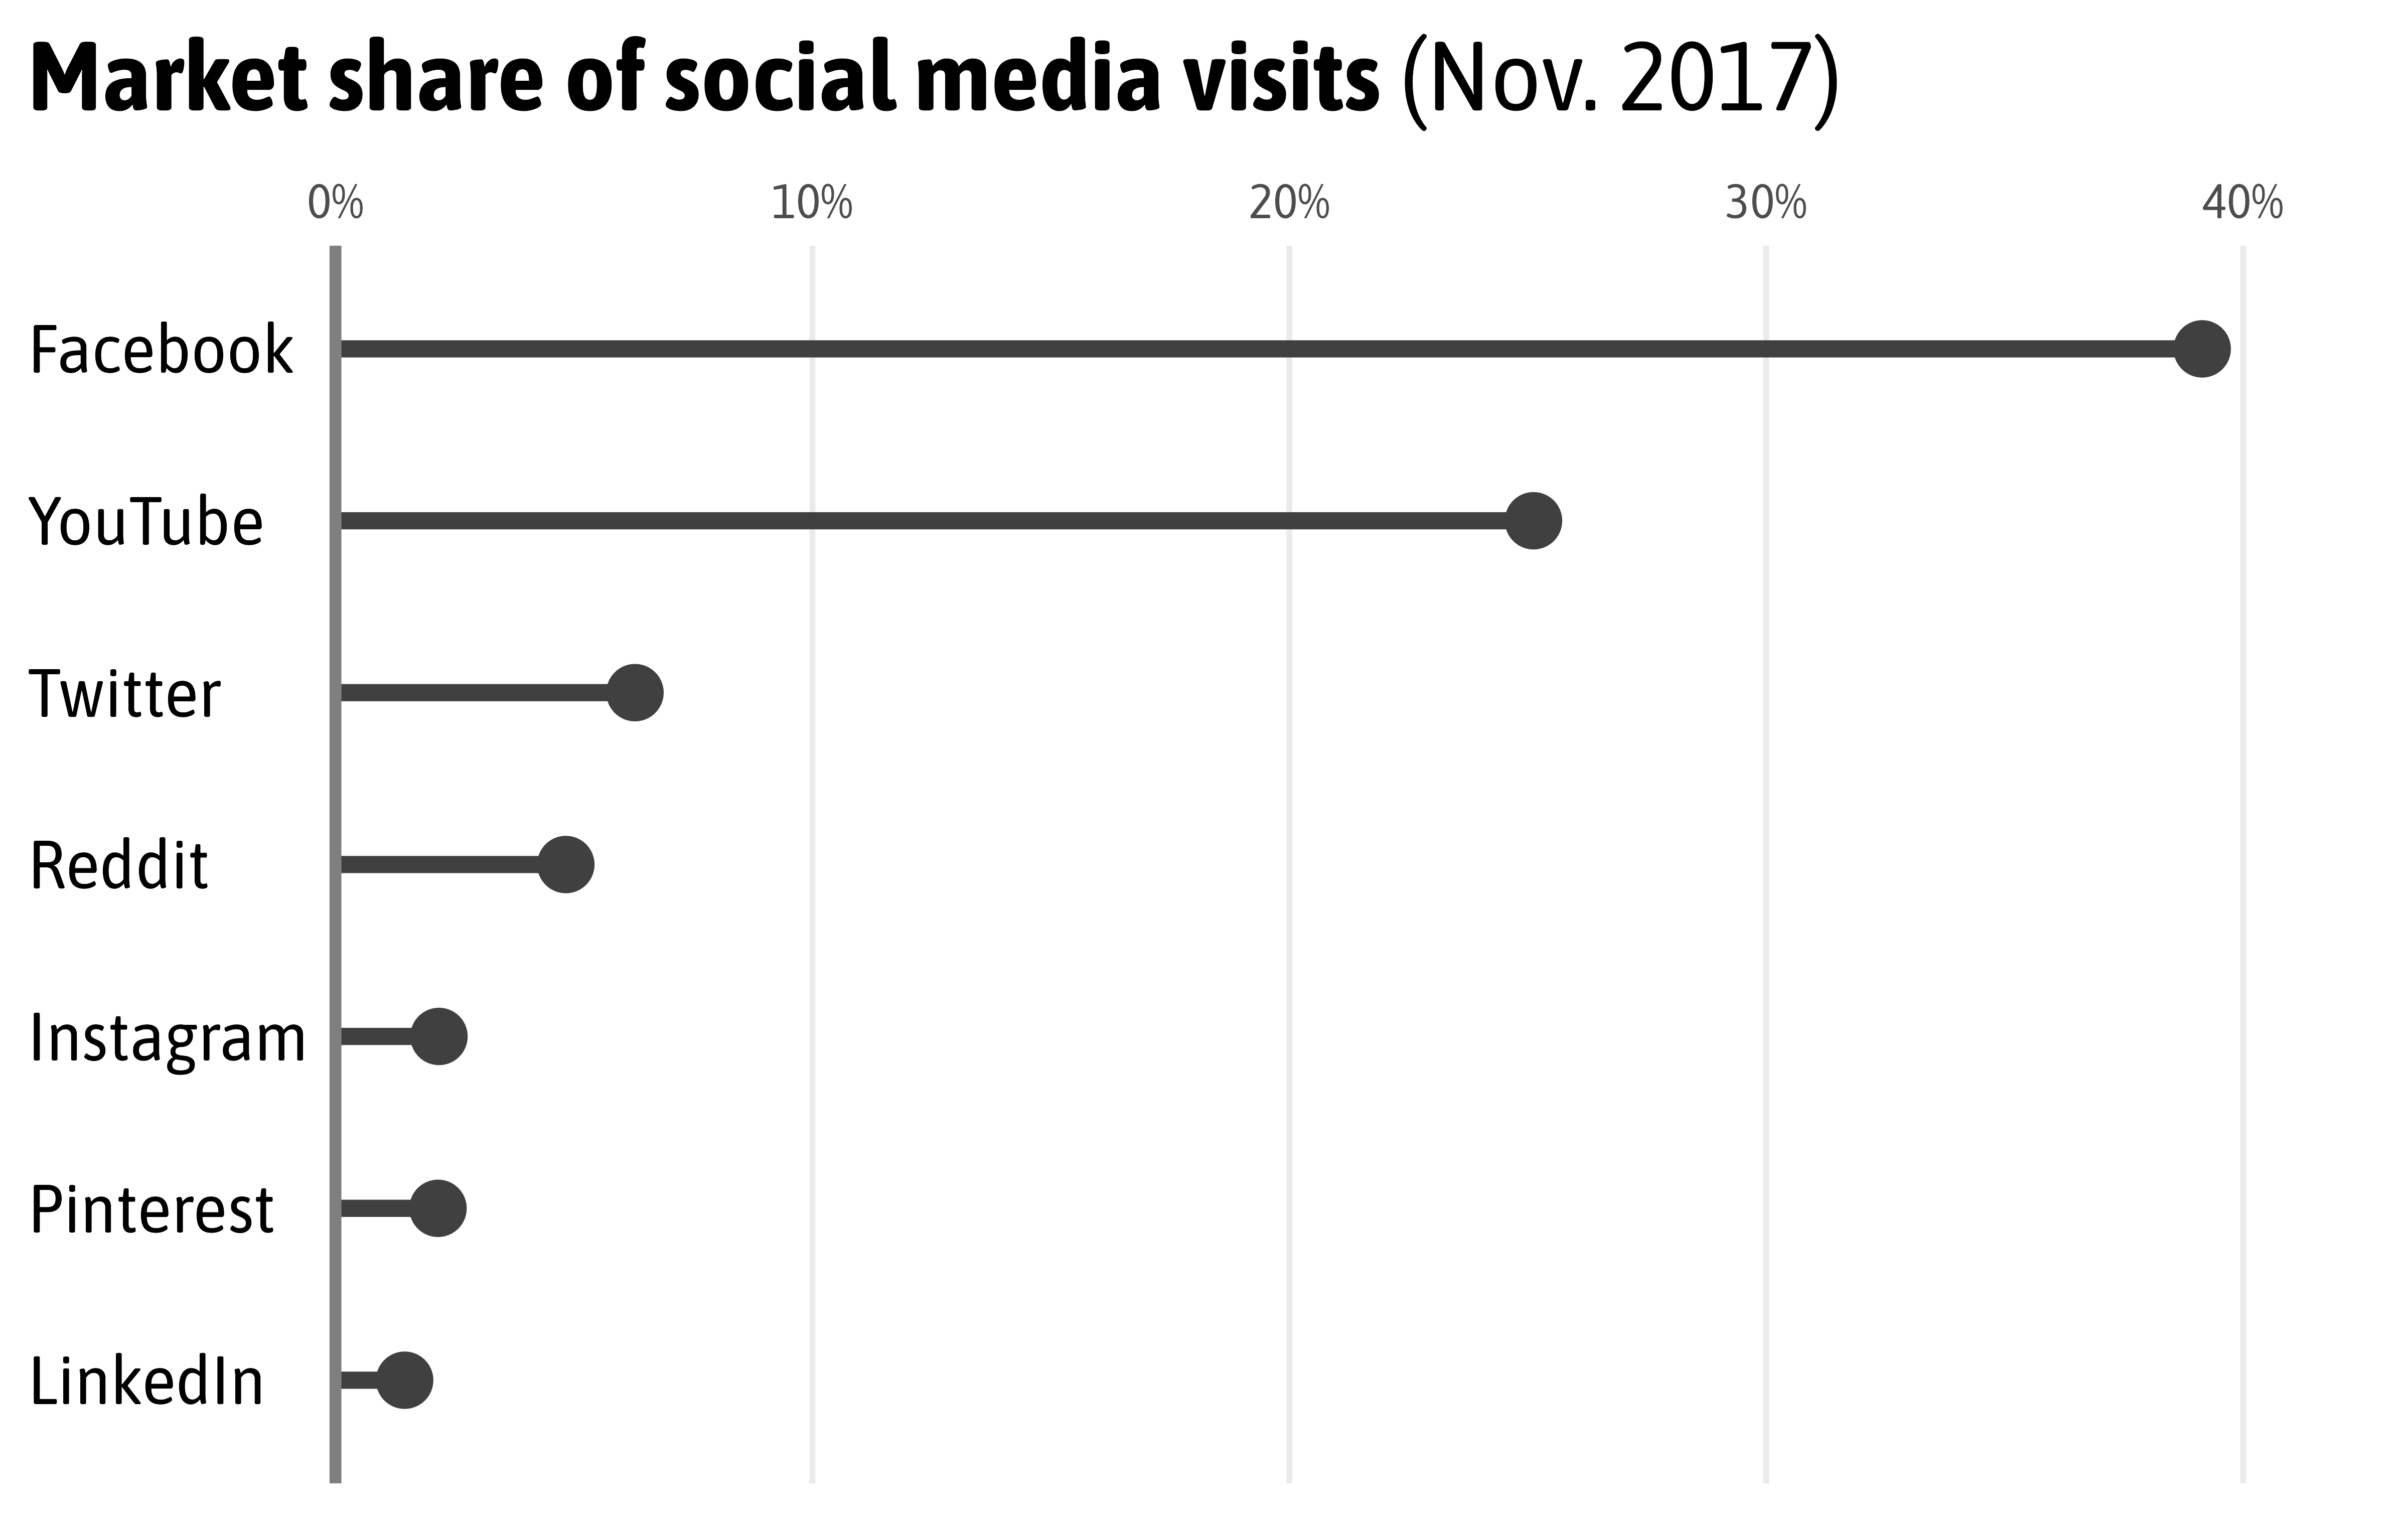 Market share of social media visits (Nov. 2017)
0% 10% 20% 30% 40%
Facebook
YouTube
Twitter
Reddit
Instagram
Pinterest
LinkedIn